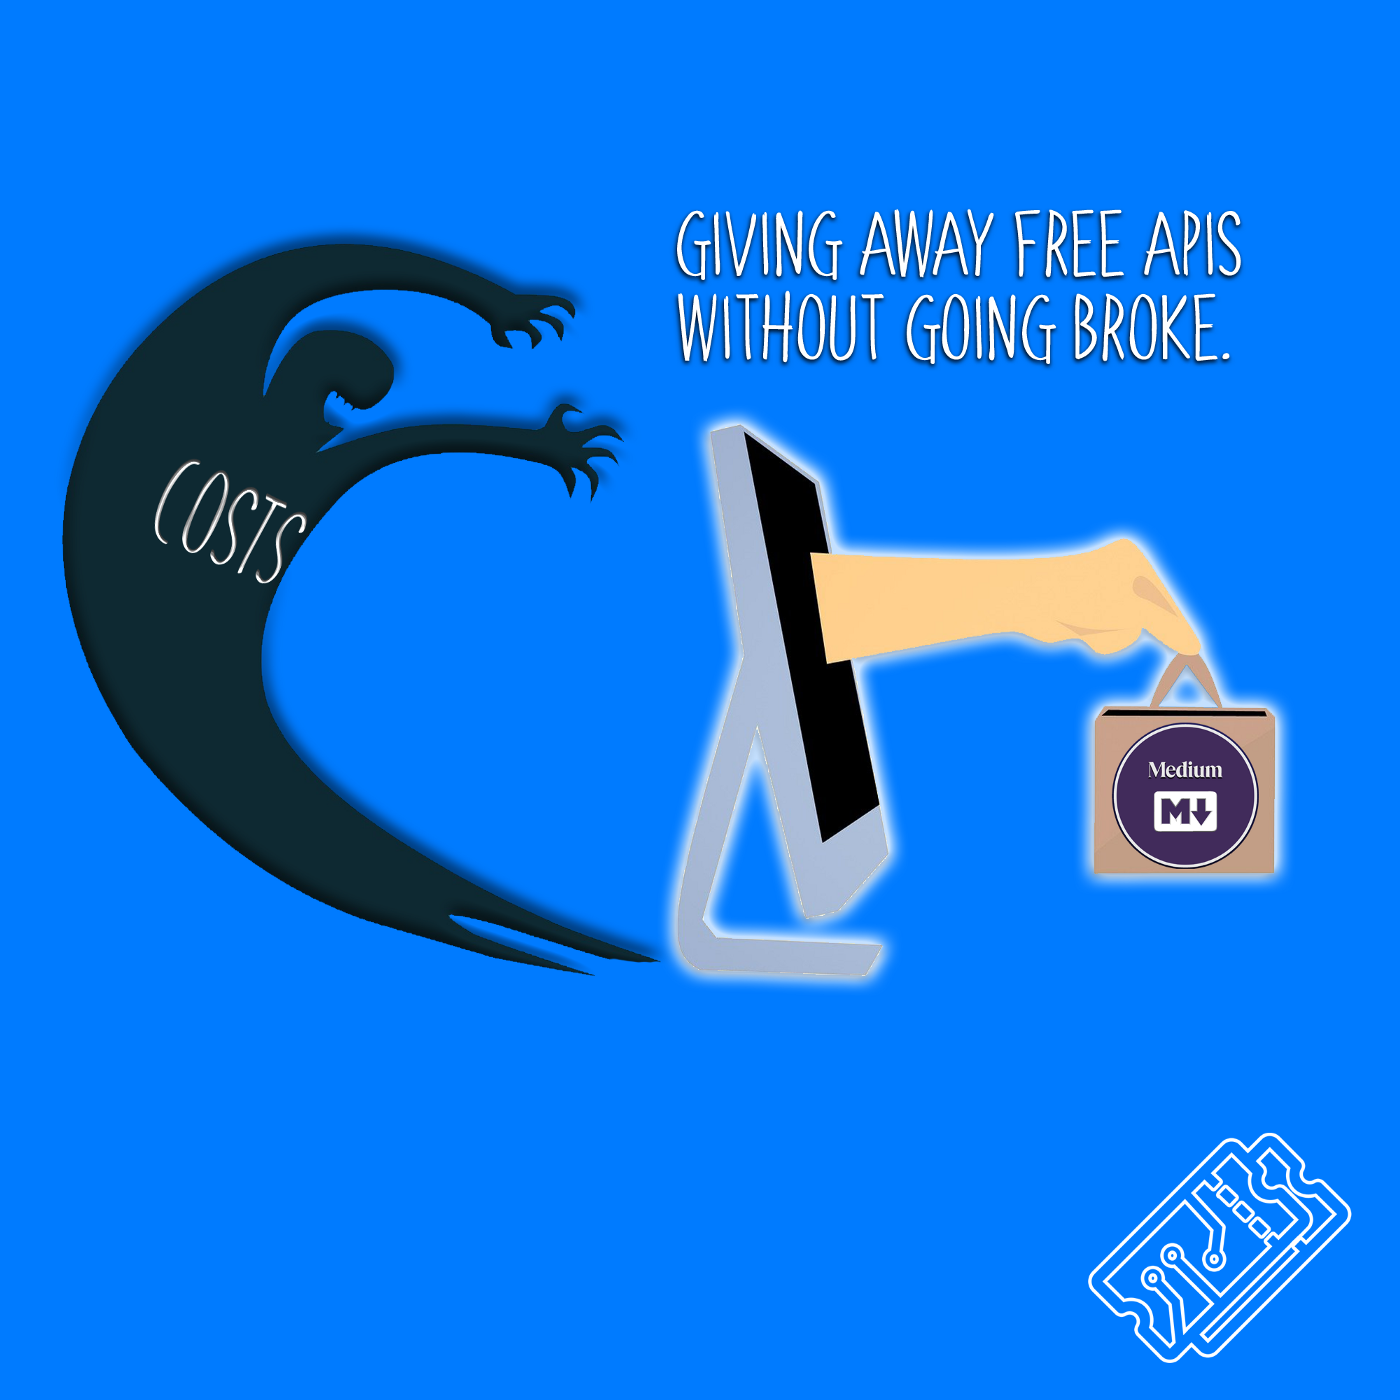 GIVING AWAY FREE APIS
WITHOUT GOING BROKE.
COSTS
Medium
M